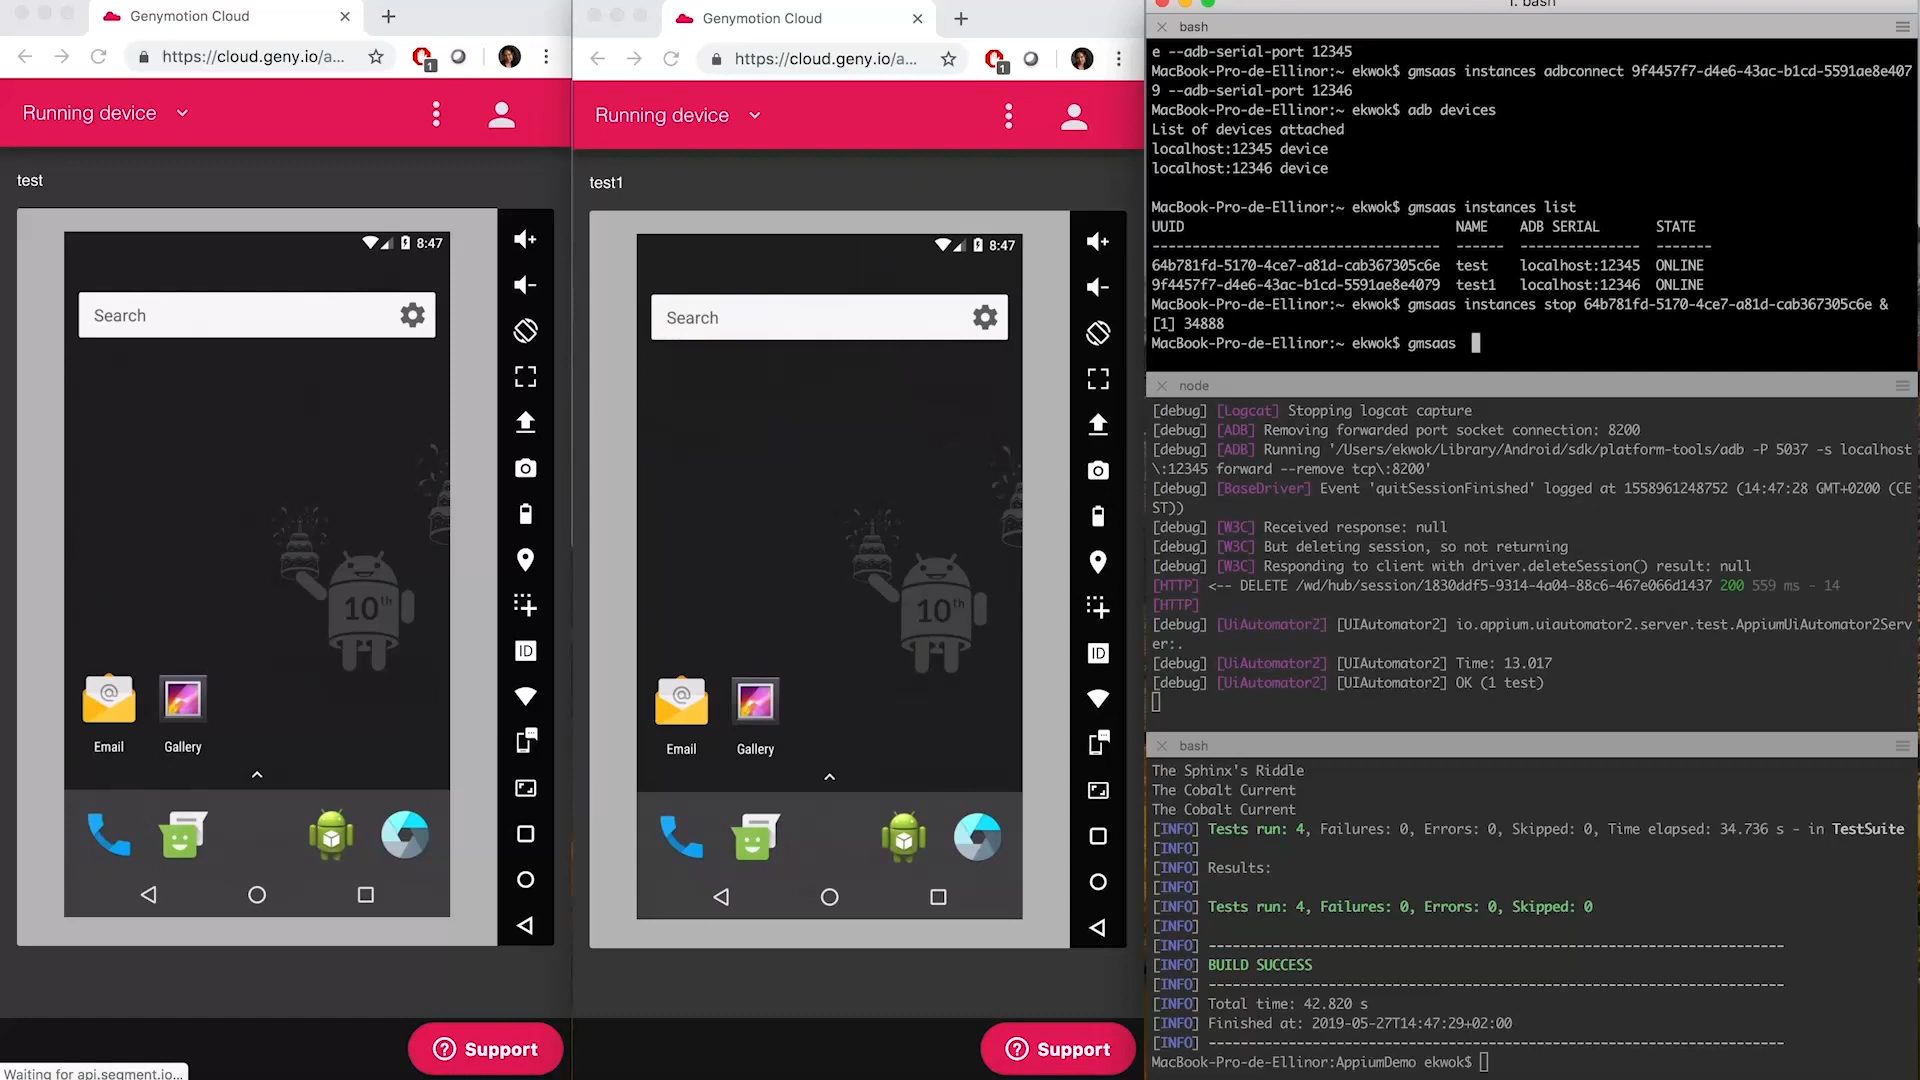 Genymotion Cloud
https://cloud.geny.io/a...
1
Running device
test
8:47
Search
10th
Email
Gallery
ID
Support
Waiting for api.segment.io...
Genymotion Cloud
https://cloud.geny.io/a...
1
Running device
test1
8:47
Search
10th
Email
Gallery
ID
Support
1. bash
bash
e --adb-serial-port 12345
MacBook-Pro-de-Ellinor:~ ekwok$ gmsaas instances adbconnect 9f4457f7-d4e6-43ac-b1cd-5591ae8e407
9 --adb-serial-port 12346
MacBook-Pro-de-Ellinor:~ ekwok$ adb devices
List of devices attached
localhost:12345 device
localhost:12346 device
MacBook-Pro-de-Ellinor:~ ekwok$ gmsaas instances list
UUID NAME ADB SERIAL STATE
------------------------------------ ------ --------------- -------
64b781fd-5170-4ce7-a81d-cab367305c6e test localhost:12345 ONLINE
9f4457f7-d4e6-43ac-b1cd-5591ae8e4079 test1 localhost:12346 ONLINE
MacBook-Pro-de-Ellinor:~ ekwok$ gmsaas instances stop 64b781fd-5170-4ce7-a81d-cab367305c6e &
[1] 34888
MacBook-Pro-de-Ellinor:~ ekwok$ gmsaas
node
[debug] [Logcat] Stopping logcat capture
[debug] [ADB] Removing forwarded port socket connection: 8200
[debug] [ADB] Running '/Users/ekwok/Library/Android/sdk/platform-tools/adb -P 5037 -s localhost
\:12345 forward --remove tcp\:8200'
[debug] [BaseDriver] Event 'quitSessionFinished' logged at 1558961248752 (14:47:28 GMT+0200 (CE
ST))
[debug] [W3C] Received response: null
[debug] [W3C] But deleting session, so not returning
[debug] [W3C] Responding to client with driver.deleteSession() result: null
[HTTP] <-- DELETE /wd/hub/session/1830ddf5-9314-4a04-88c6-467e066d1437 200 559 ms - 14
[HTTP]
[debug] [UiAutomator2] [UIAutomator2] io.appium.uiautomator2.server.test.AppiumUiAutomator2Serv
er:.
[debug] [UiAutomator2] [UIAutomator2] Time: 13.017
[debug] [UiAutomator2] [UIAutomator2] OK (1 test)
bash
The Sphinx's Riddle
The Cobalt Current
The Cobalt Current
[INFO] Tests run: 4, Failures: 0, Errors: 0, Skipped: 0, Time elapsed: 34.736 s - in TestSuite
[INFO]
[INFO] Results:
[INFO]
[INFO] Tests run: 4, Failures: 0, Errors: 0, Skipped: 0
[INFO]
[INFO] ------------------------------------------------------------------------
[INFO] BUILD SUCCESS
[INFO] ------------------------------------------------------------------------
[INFO] Total time: 42.820 s
[INFO] Finished at: 2019-05-27T14:47:29+02:00
[INFO] ------------------------------------------------------------------------
MacBook-Pro-de-Ellinor:AppiumDemo ekwok$